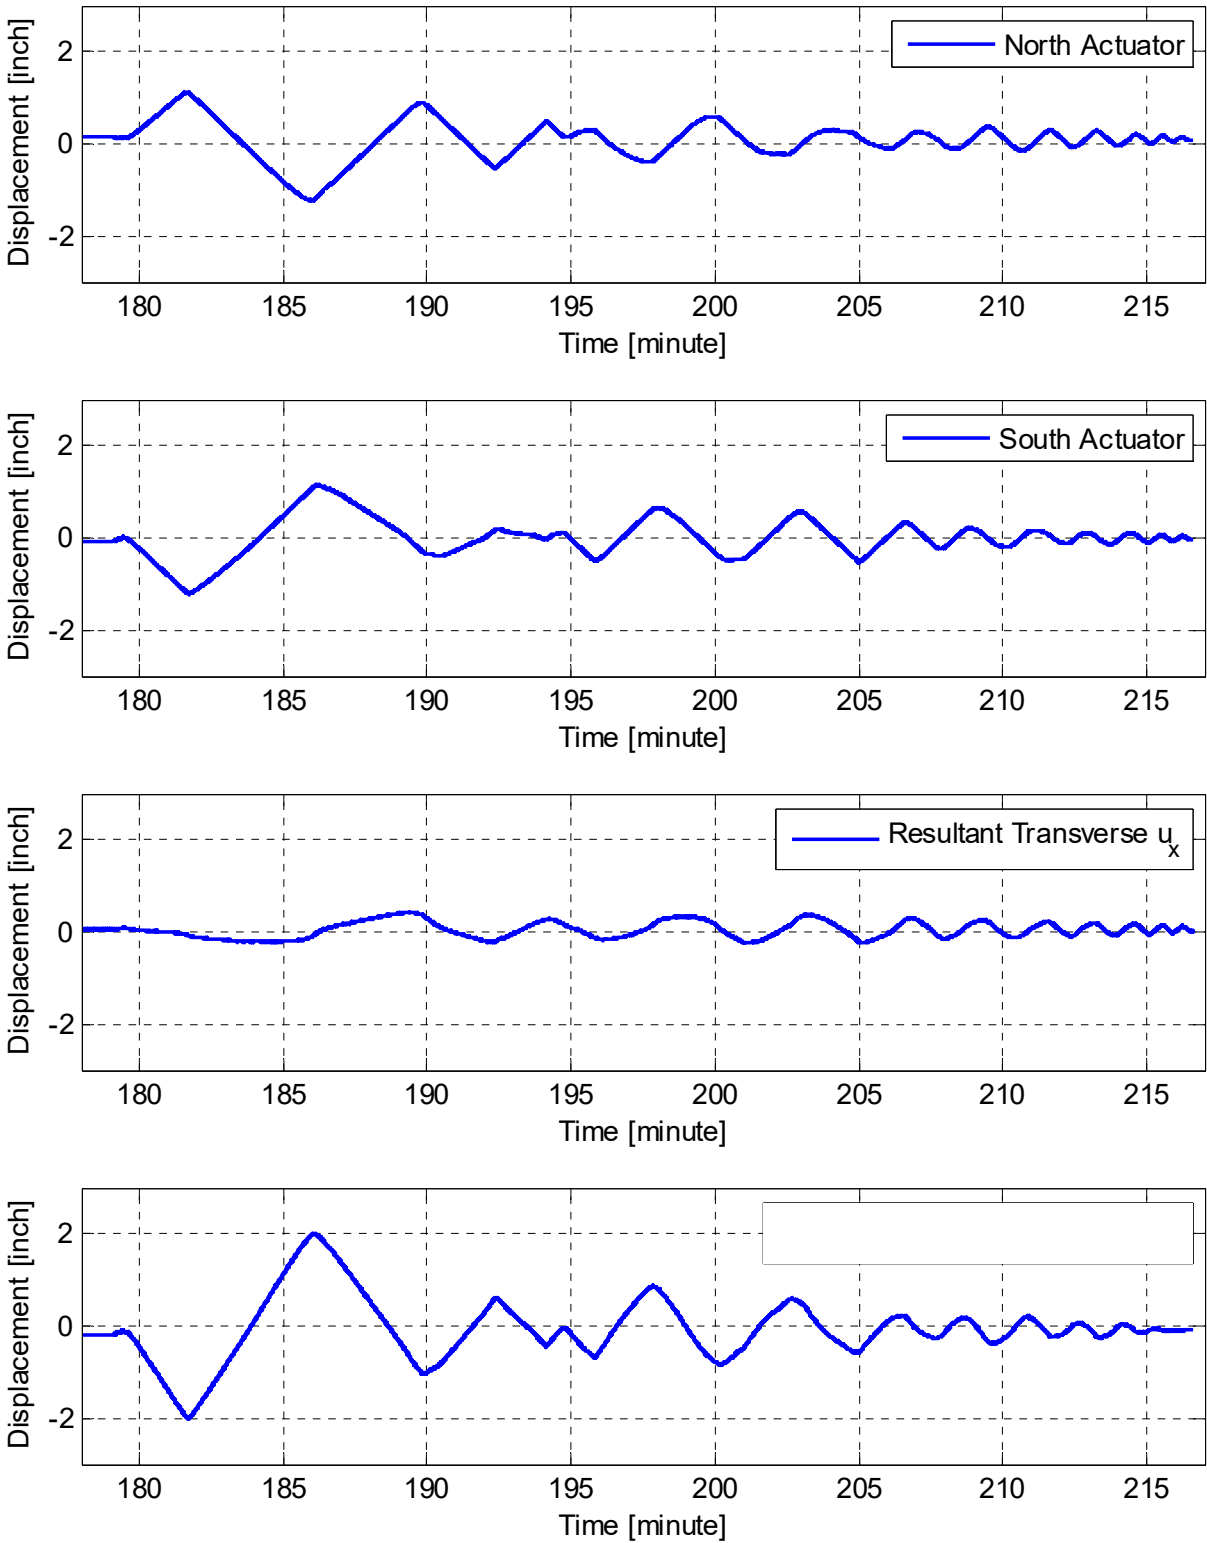 Displacement [inch]
2
0
-2
North Actuator
180 185 190 195 200 205 210 215
Time [minute]
Displacement [inch]
2
0
-2
South Actuator
180 185 190 195 200 205 210 215
Time [minute]
Displacement [inch]
2
0
-2
Resultant Transverse ux
180 185 190 195 200 205 210 215
Time [minute]
Displacement [inch]
2
0
-2
180 185 190 195 200 205 210 215
Time [minute]